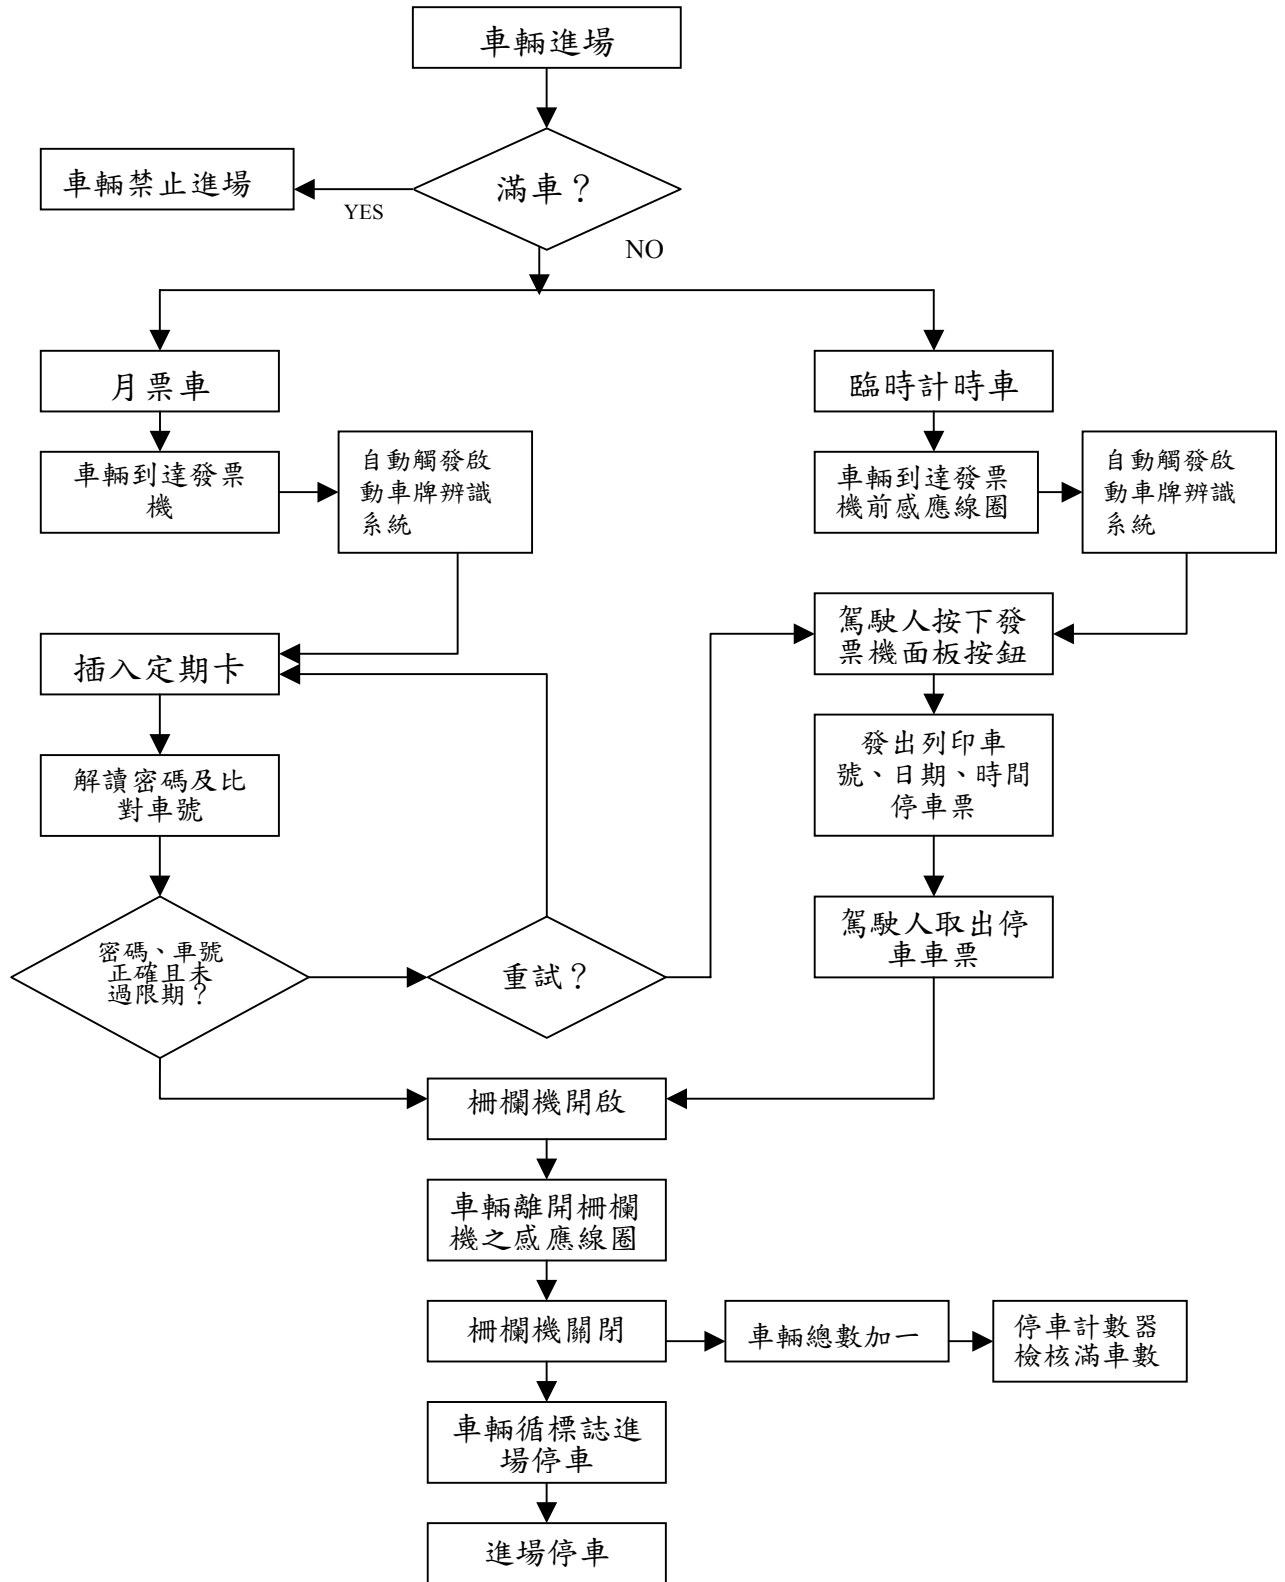 車輛進場
滿車？
車輛禁止進場
YES
NO
月票車
臨時計時車
車輛到達發票
機
自動觸發啟
動車牌辨識
系統
車輛到達發票
機前感應線圈
自動觸發啟
動車牌辨識
系統
插入定期卡
駕駛人按下發
票機面板按鈕
解讀密碼及比
對車號
發出列印車
號、日期、時間
停車票
密碼、車號
正確且未
過限期？
重試？
駕駛人取出停
車車票
柵欄機開啟
車輛離開柵欄
機之感應線圈
柵欄機關閉
車輛總數加一
停車計數器
檢核滿車數
車輛循標誌進
場停車
進場停車